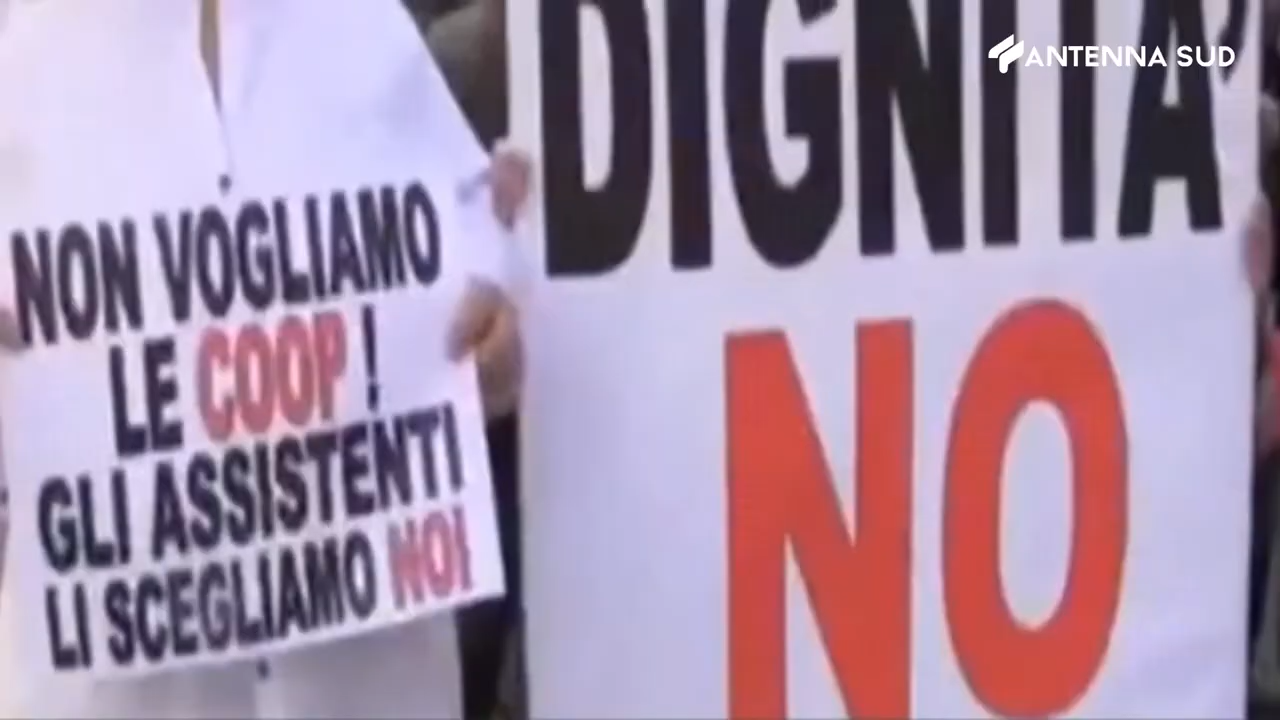 ANTENNA SUD
NON VOGLIAMO
LE COOP !
GLI ASSISTENTI
LI SCEGLIAMO NOI
DIGNITA'
NO